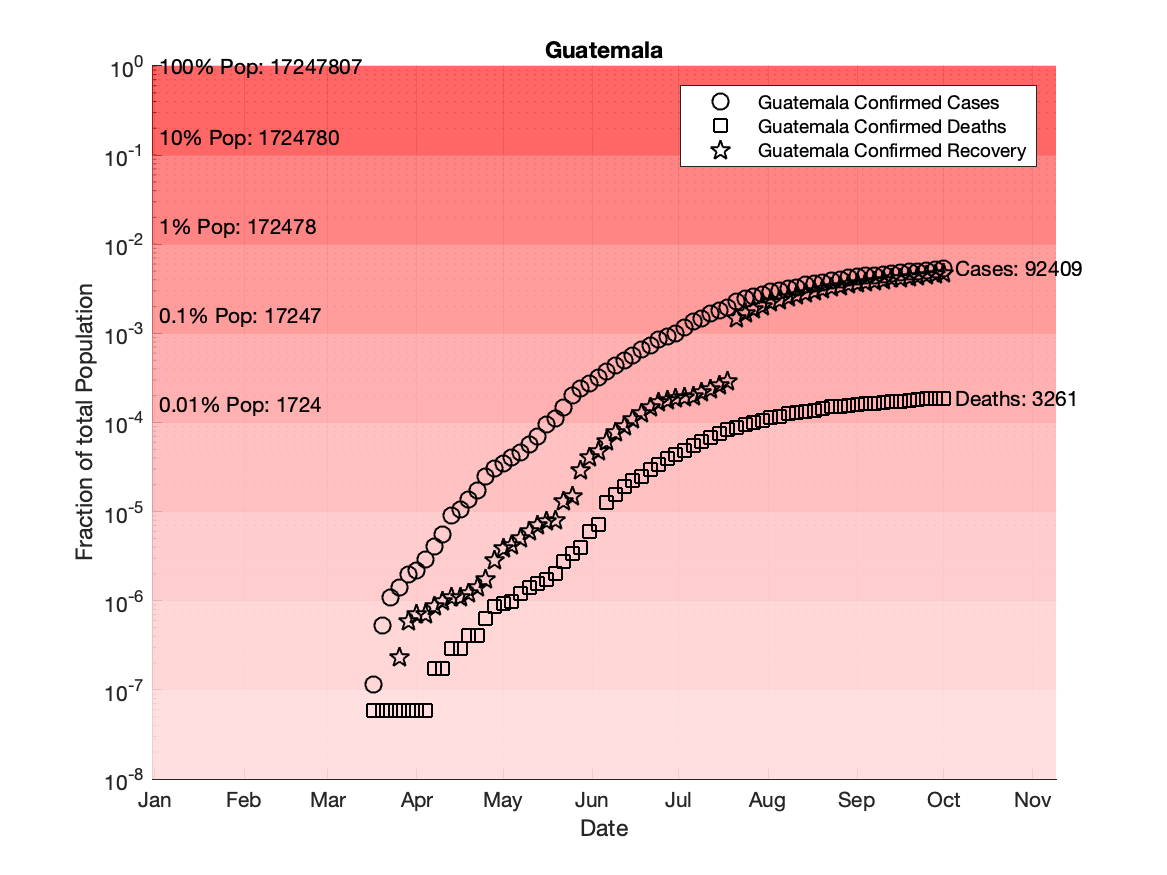 Guatemala
10^0
10^-1
10^-2
10^-3
10^-4
10^-5
10^-6
10^-7
10^-8
Fraction of total Population
100% Pop: 17247807
10% Pop: 1724780
1% Pop: 172478
0.1% Pop: 17247
0.01% Pop: 1724
Guatemala Confirmed Cases
Guatemala Confirmed Deaths
Guatemala Confirmed Recovery
Cases: 92409
Deaths: 3261
Jan Feb Mar Apr May Jun Jul Aug Sep Oct Nov
Date